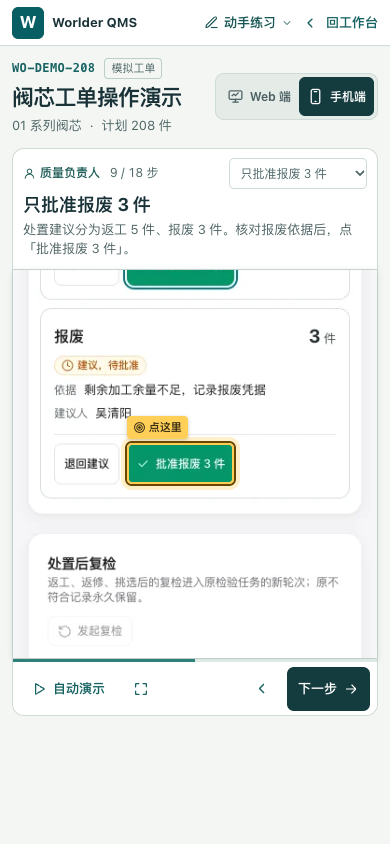 W Worlder QMS 动手练习 回工作台
WO-DEMO-208 模拟工单
阀芯工单操作演示
01 系列阀芯 · 计划 208 件
Web 端 手机端
质量负责人 9 / 18 步
只批准报废 3 件
只批准报废 3 件
处置建议分为返工 5 件、报废 3 件。核对报废依据后，点
「批准报废 3 件」。
报废 3 件
建议，待批准
依据 剩余加工余量不足，记录报废凭据
建议人 吴清阳
点这里
退回建议 批准报废 3 件
处置后复检
返工、返修、挑选后的复检进入原检验任务的新轮次；原不
符合记录永久保留。
发起复检
自动演示 下一步